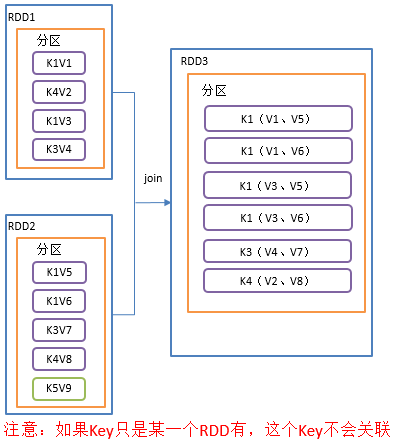 RDD1
分区
K1V1
K4V2
K1V3
K3V4
RDD2
分区
K1V5
K1V6
K3V7
K4V8
K5V9
join
RDD3
分区
K1（V1、V5）
K1（V1、V6）
K1（V3、V5）
K1（V3、V6）
K3（V4、V7）
K4（V2、V8）
注意：如果Key只是某一个RDD有，这个Key不会关联